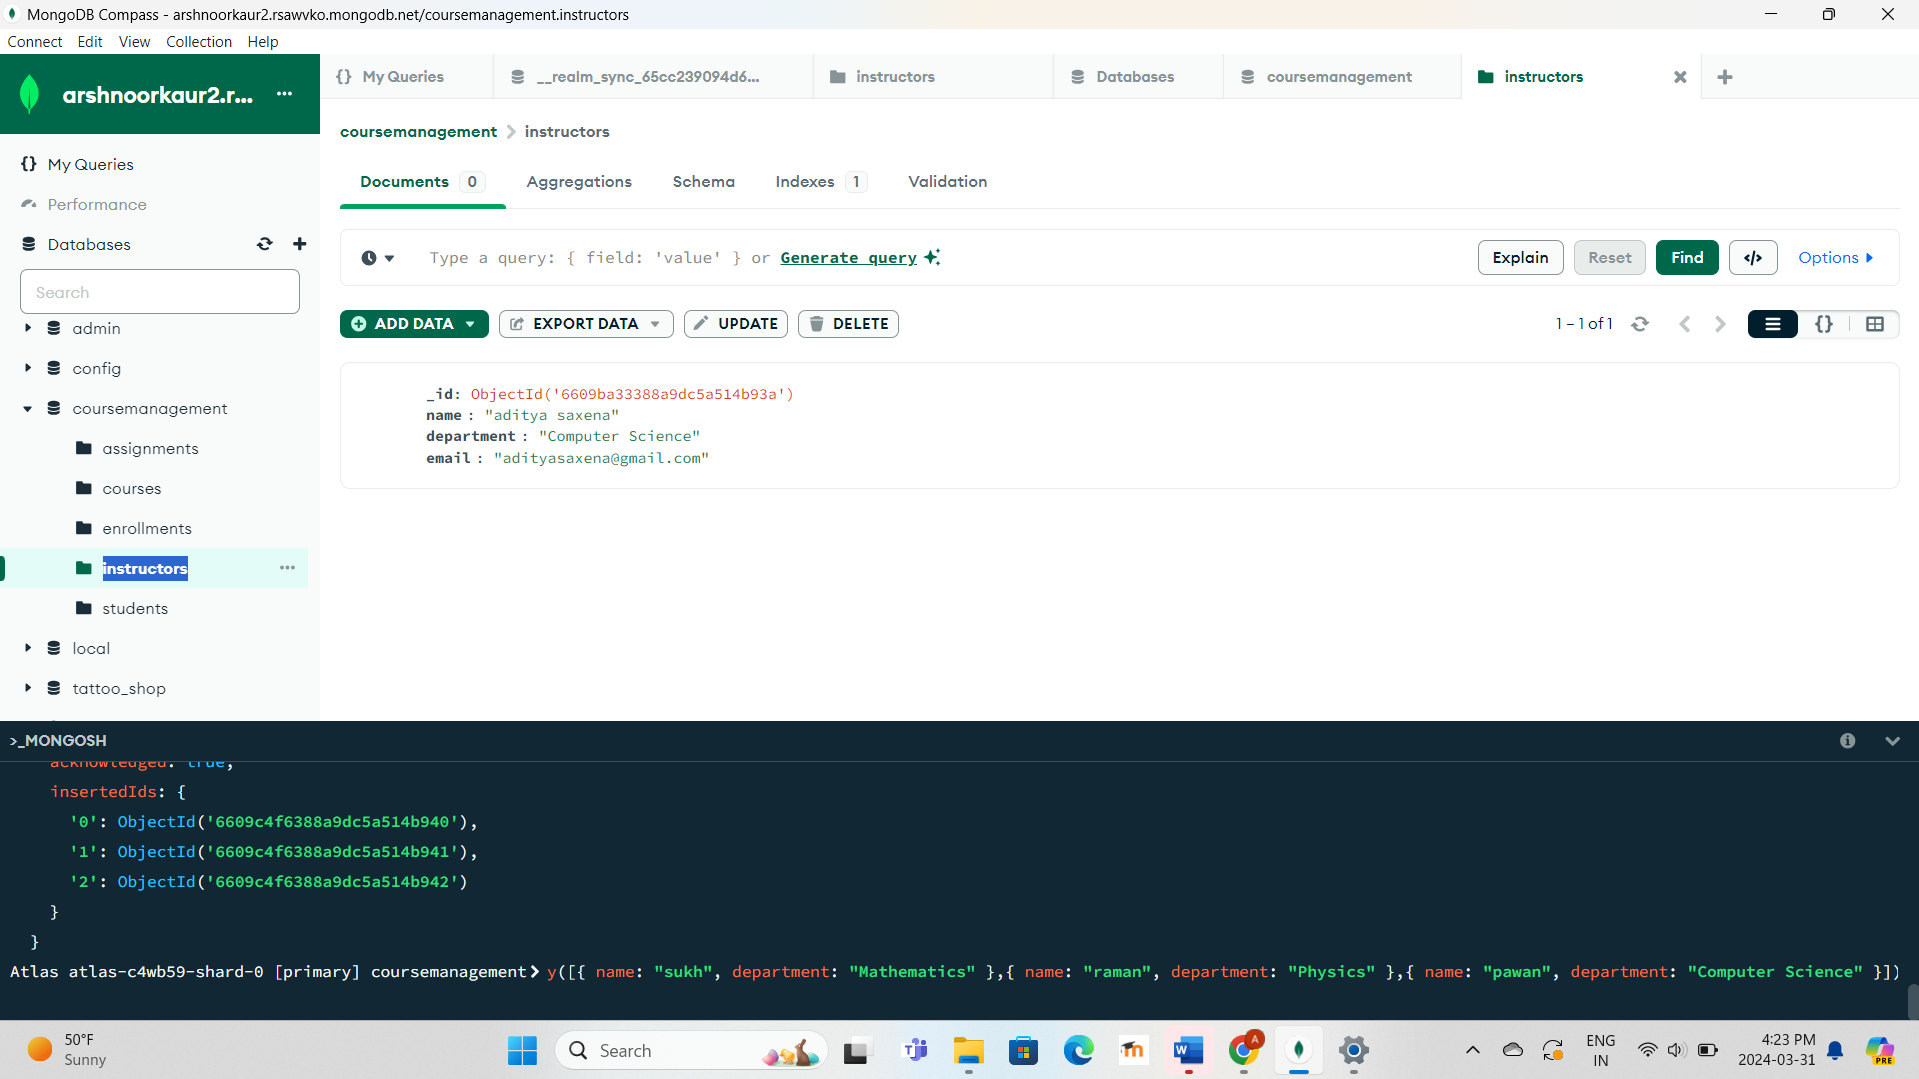 MongoDB Compass - arshnoorkaur2.rsawvko.mongodb.net/coursemanagement.instructors
Connect Edit View Collection Help
arshnoorkaur2.r... ...
{} My Queries
__realm_sync_65cc239094d6...
instructors
Databases
coursemanagement
instructors
coursemanagement > instructors
{} My Queries
Performance
Databases
Search
admin
config
coursemanagement
assignments
courses
enrollments
instructors ...
students
local
tattoo_shop
Documents 0 Aggregations Schema Indexes 1 Validation
Type a query: { field: 'value' } or Generate query
Explain Reset Find </> Options
ADD DATA EXPORT DATA UPDATE DELETE
1 – 1 of 1
{}
_id: ObjectId('6609ba33388a9dc5a514b93a')
name : "aditya saxena"
department : "Computer Science"
email : "adityasaxena@gmail.com"
>_MONGOSH
acknowledged: true,
insertedIds: {
'0': ObjectId('6609c4f6388a9dc5a514b940'),
'1': ObjectId('6609c4f6388a9dc5a514b941'),
'2': ObjectId('6609c4f6388a9dc5a514b942')
}
}
Atlas atlas-c4wb59-shard-0 [primary] coursemanagement> y([{ name: "sukh", department: "Mathematics" },{ name: "raman", department: "Physics" },{ name: "pawan", department: "Computer Science" }])
50°F
Sunny
Search
ENG
IN
4:23 PM
2024-03-31
PRE